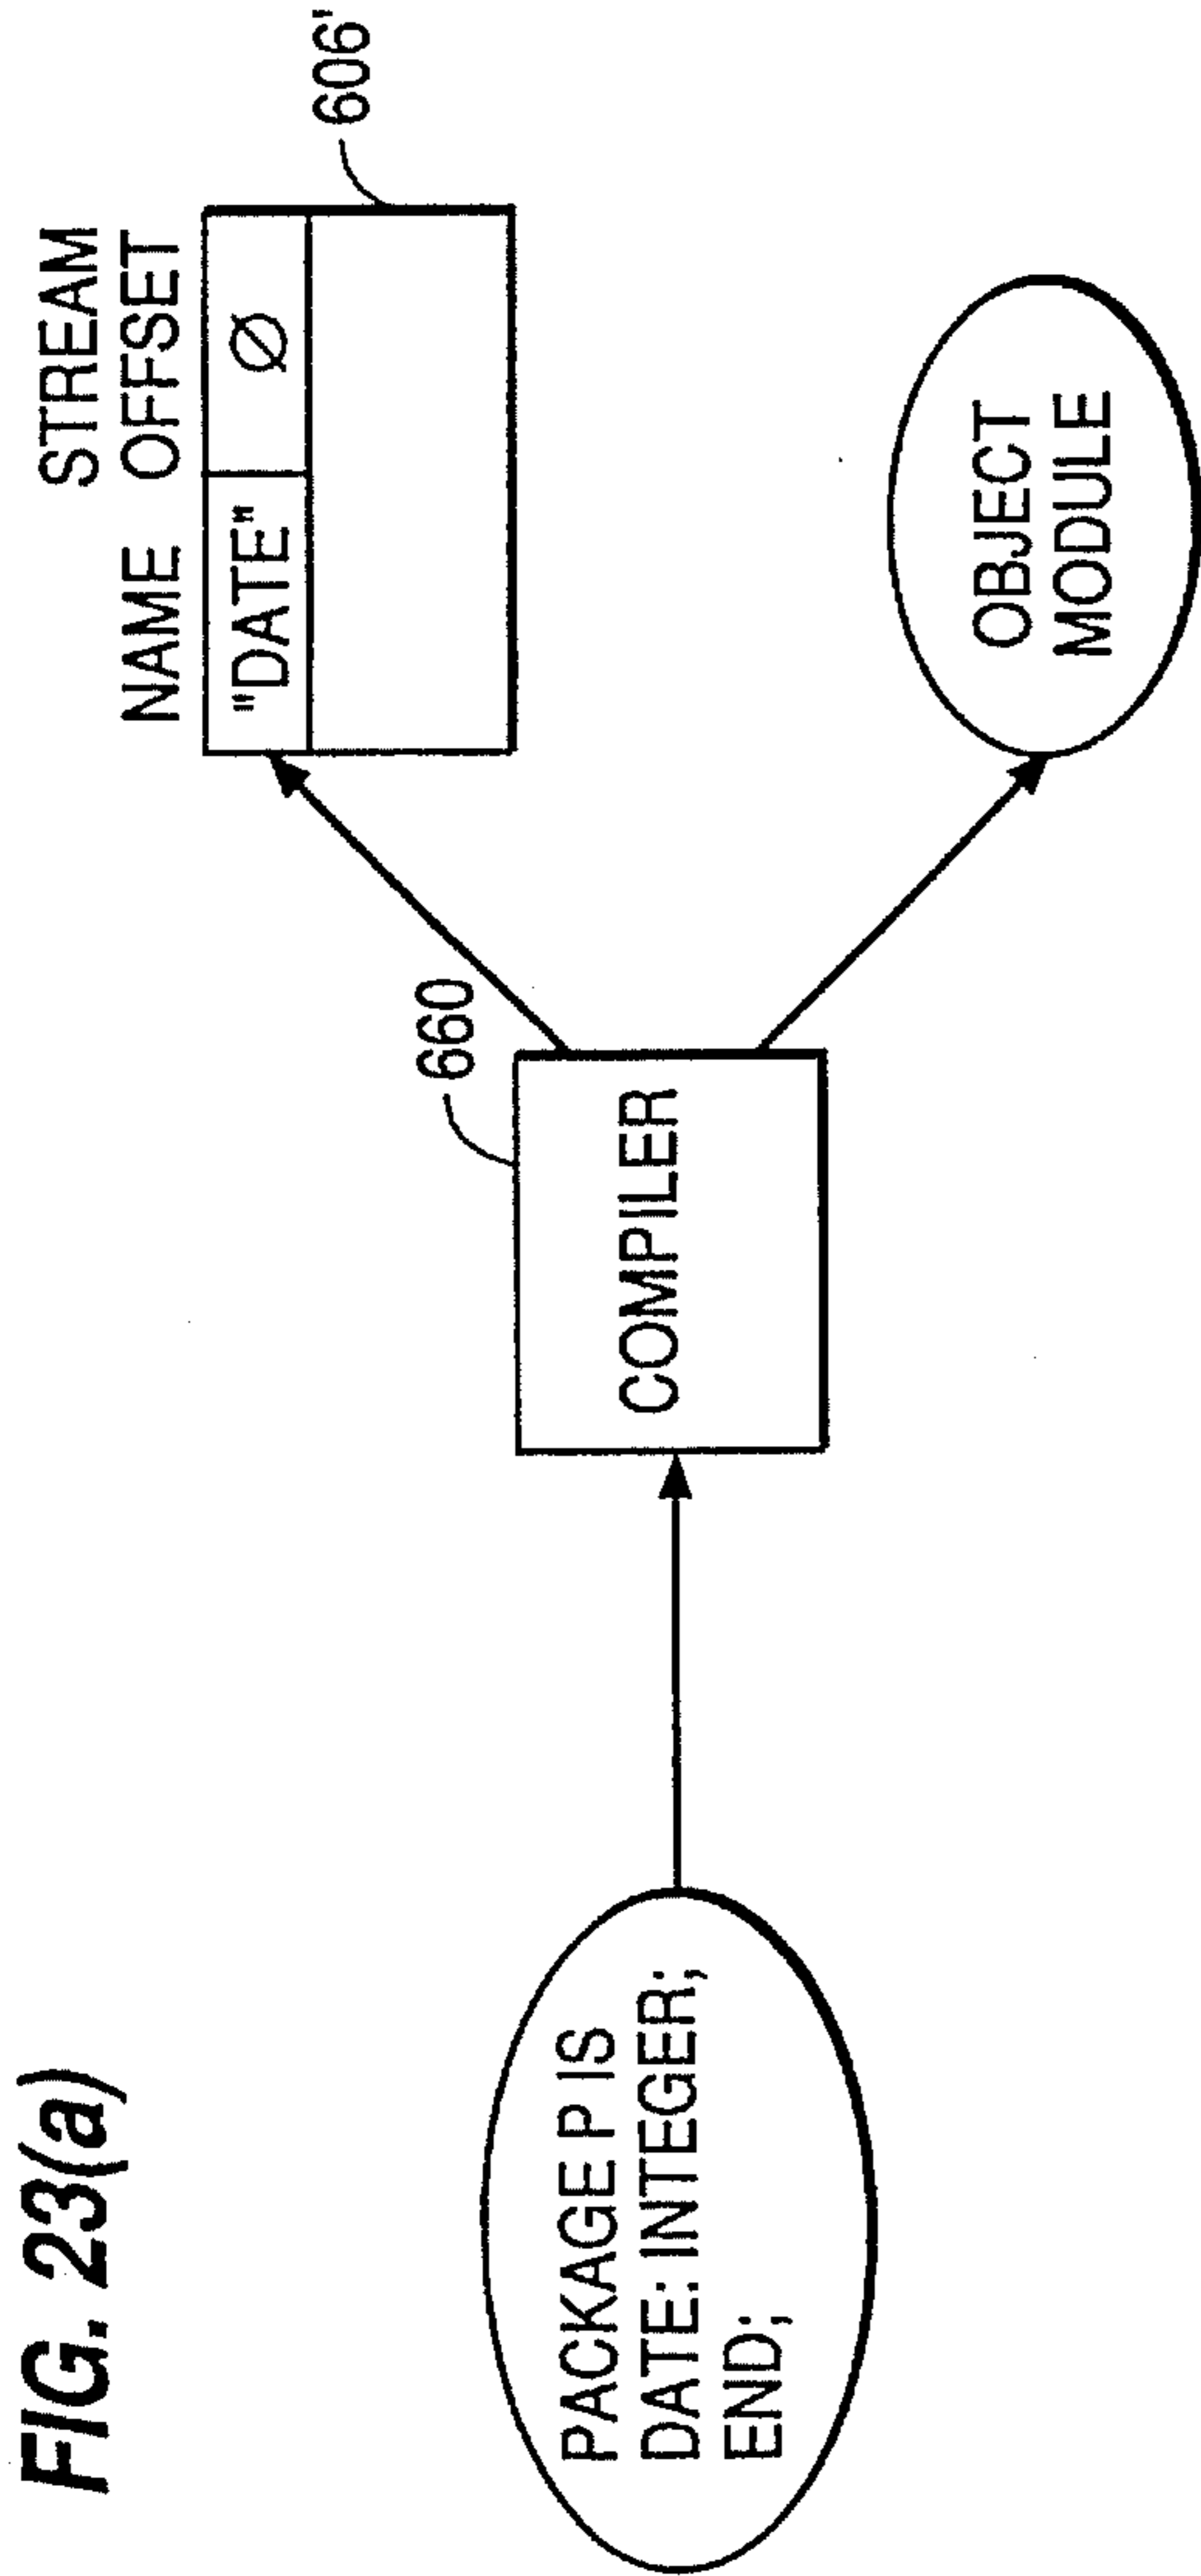 FIG. 23(a)
PACKAGE P IS
DATE: INTEGER;
END;
660
COMPILER
STREAM
NAME OFFSET
"DATE" Ø
606'
OBJECT
MODULE